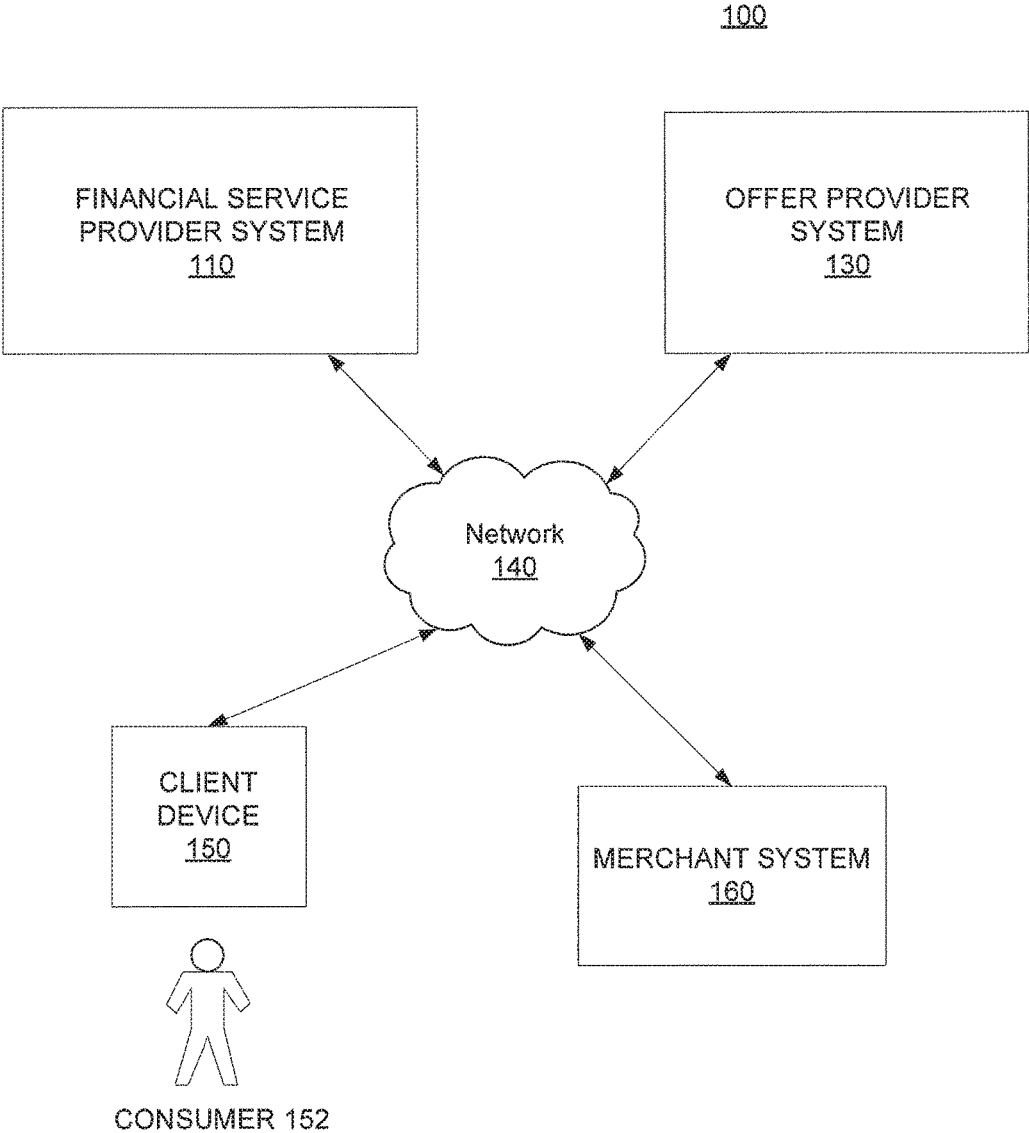 100
FINANCIAL SERVICE
PROVIDER SYSTEM
110
OFFER PROVIDER
SYSTEM
130
Network
140
CLIENT
DEVICE
150
MERCHANT SYSTEM
160
CONSUMER 152